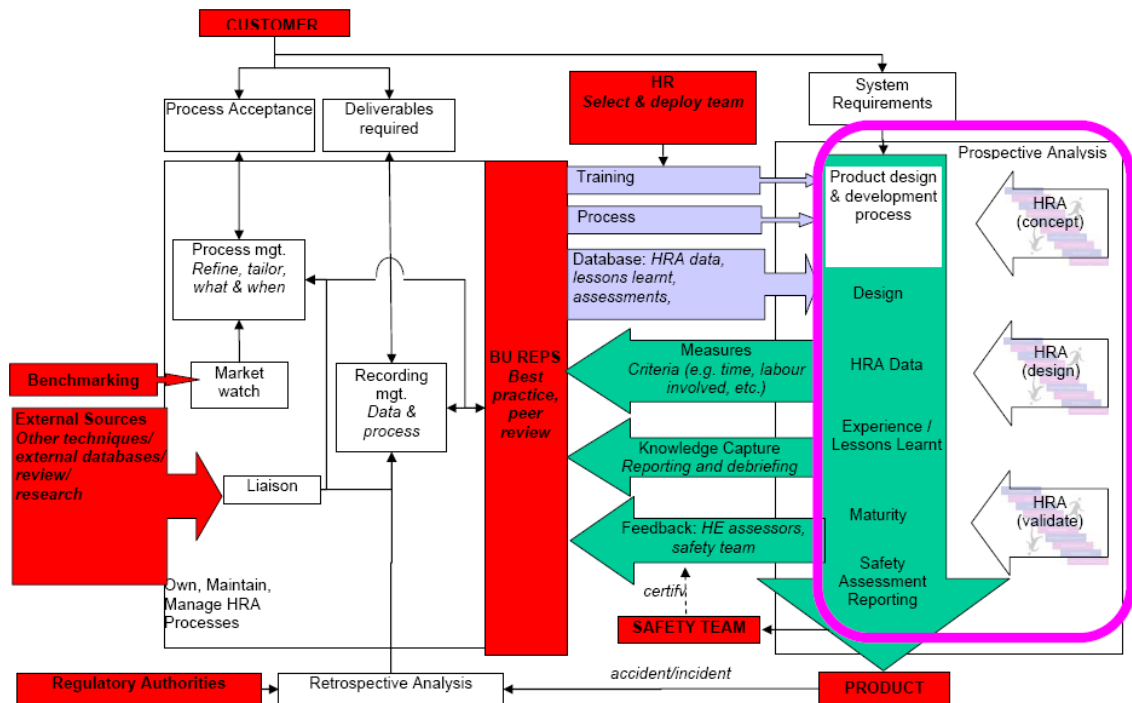 CUSTOMER
Process Acceptance
Deliverables
required
HR
Select & deploy team
System
Requirements
Prospective Analysis
Training
Product design
& development
process
HRA
(concept)
Process
Process mgt.
Refine, tailor,
what & when
Database: HRA data,
lessons learnt,
assessments,
Design
BU REPS
Best
practice,
peer
review
Measures
Criteria (e.g. time, labour
involved, etc.)
HRA Data
HRA
(design)
Benchmarking
Market
watch
Recording
mgt.
Data &
process
External Sources
Other techniques/
external databases/
review/
research
Experience /
Lessons Learnt
Knowledge Capture
Reporting and debriefing
Liaison
Maturity
HRA
(validate)
Feedback: HE assessors,
safety team
Safety
Assessment
Reporting
Own, Maintain,
Manage HRA
Processes
certify
SAFETY TEAM
accident/incident
Regulatory Authorities
Retrospective Analysis
PRODUCT